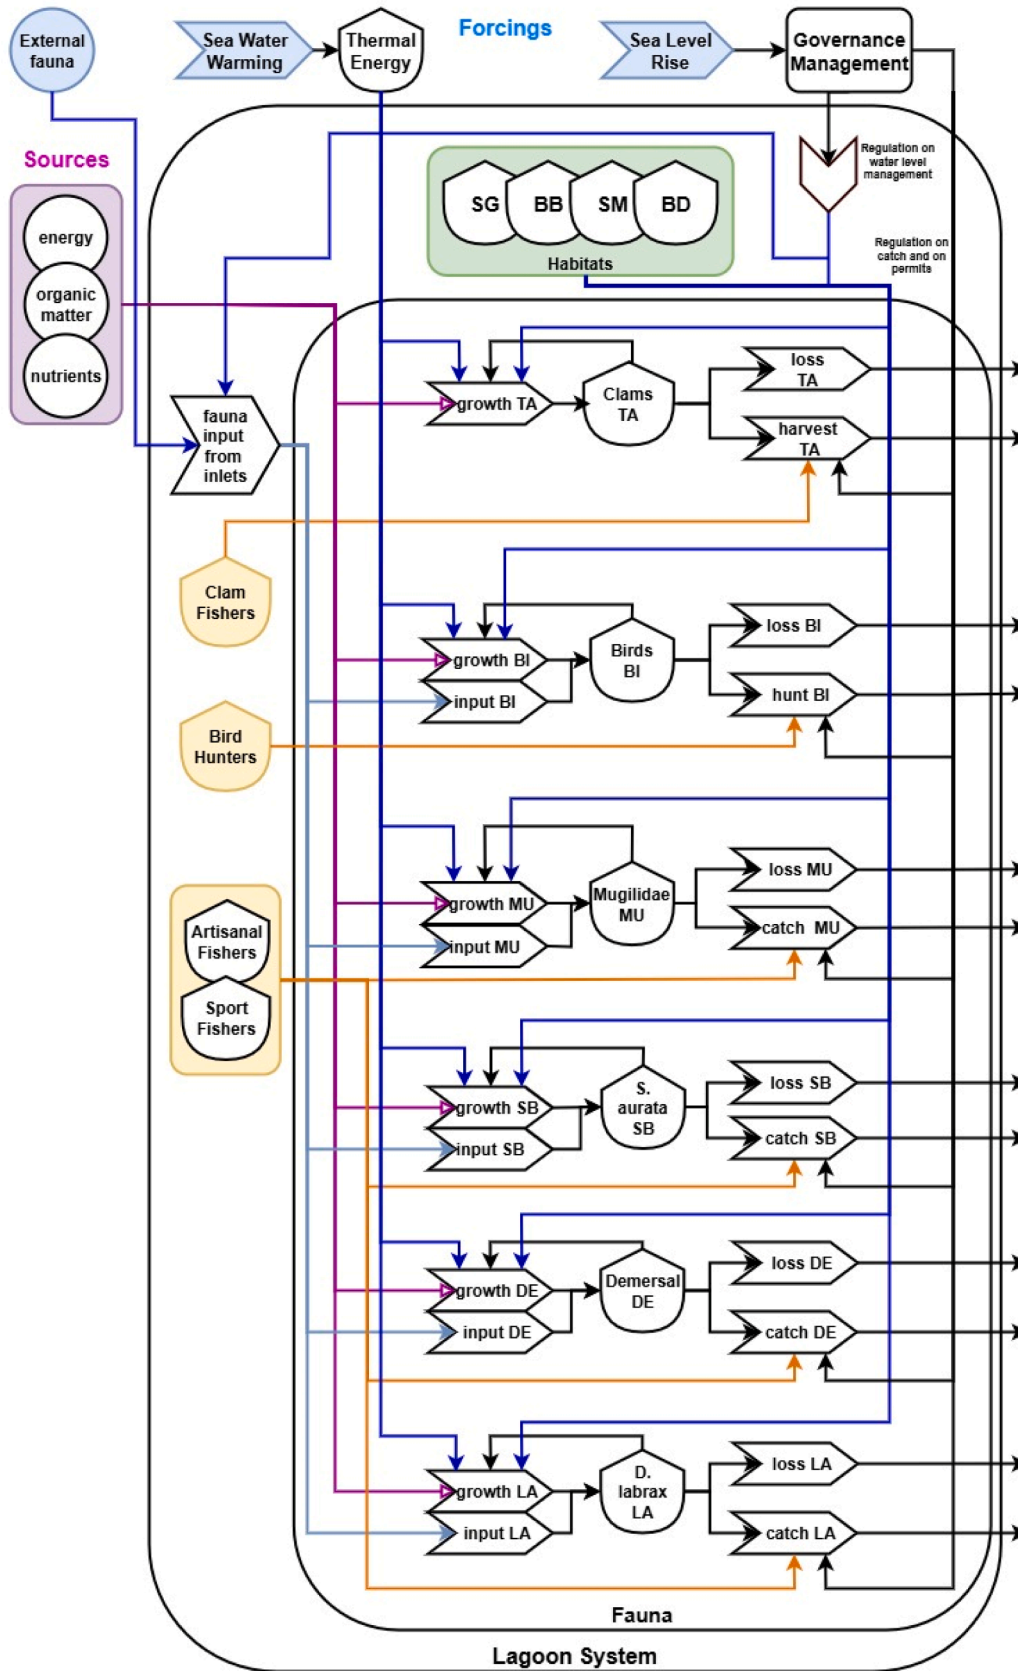 External
fauna
Sea Water
Warming
Thermal
Energy
Forcings
Sea Level
Rise
Governance
Management
Sources
energy
organic
matter
nutrients
SG
BB
SM
BD
Habitats
Regulation on
water level
management
Regulation on
catch and on
permits
fauna
input
from
inlets
growth TA
Clams
TA
loss
TA
harvest
TA
Clam
Fishers
growth BI
input BI
Birds
BI
loss BI
hunt BI
Bird
Hunters
growth MU
input MU
Mugilidae
MU
loss MU
catch MU
Artisanal
Fishers
Sport
Fishers
growth SB
input SB
S.
aurata
SB
loss SB
catch SB
growth DE
input DE
Demersal
DE
loss DE
catch DE
growth LA
input LA
D.
labrax
LA
loss LA
catch LA
Fauna
Lagoon System